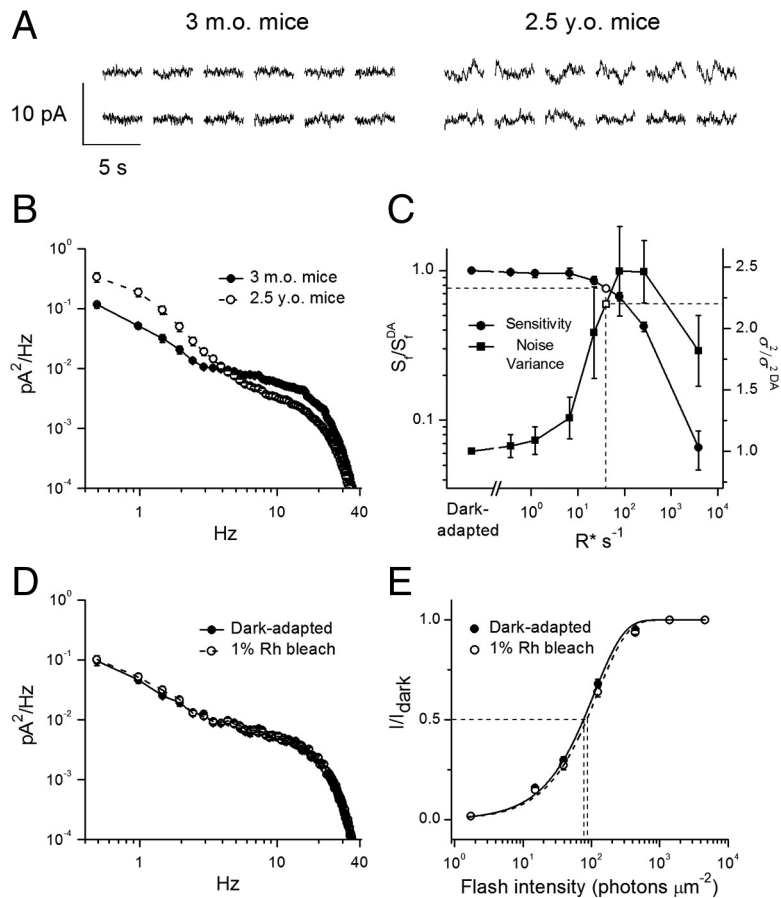 A
3 m.o. mice
2.5 y.o. mice
10 pA
5 s
B
10⁰
10⁻¹
10⁻²
10⁻³
10⁻⁴
pA²/Hz
3 m.o. mice
2.5 y.o. mice
1
10
40
Hz
C
1.0
0.1
S_f/S_f^DA
Sensitivity
Noise
Variance
2.5
2.0
1.5
1.0
σ²/σ²DA
Dark-
adapted
10⁰
10¹
10²
10³
10⁴
R* s⁻¹
D
10⁰
10⁻¹
10⁻²
10⁻³
10⁻⁴
pA²/Hz
Dark-adapted
1% Rh bleach
1
10
40
Hz
E
1.0
0.5
0.0
I/I_dark
Dark-adapted
1% Rh bleach
10⁰
10¹
10²
10³
10⁴
Flash intensity (photons μm⁻²)